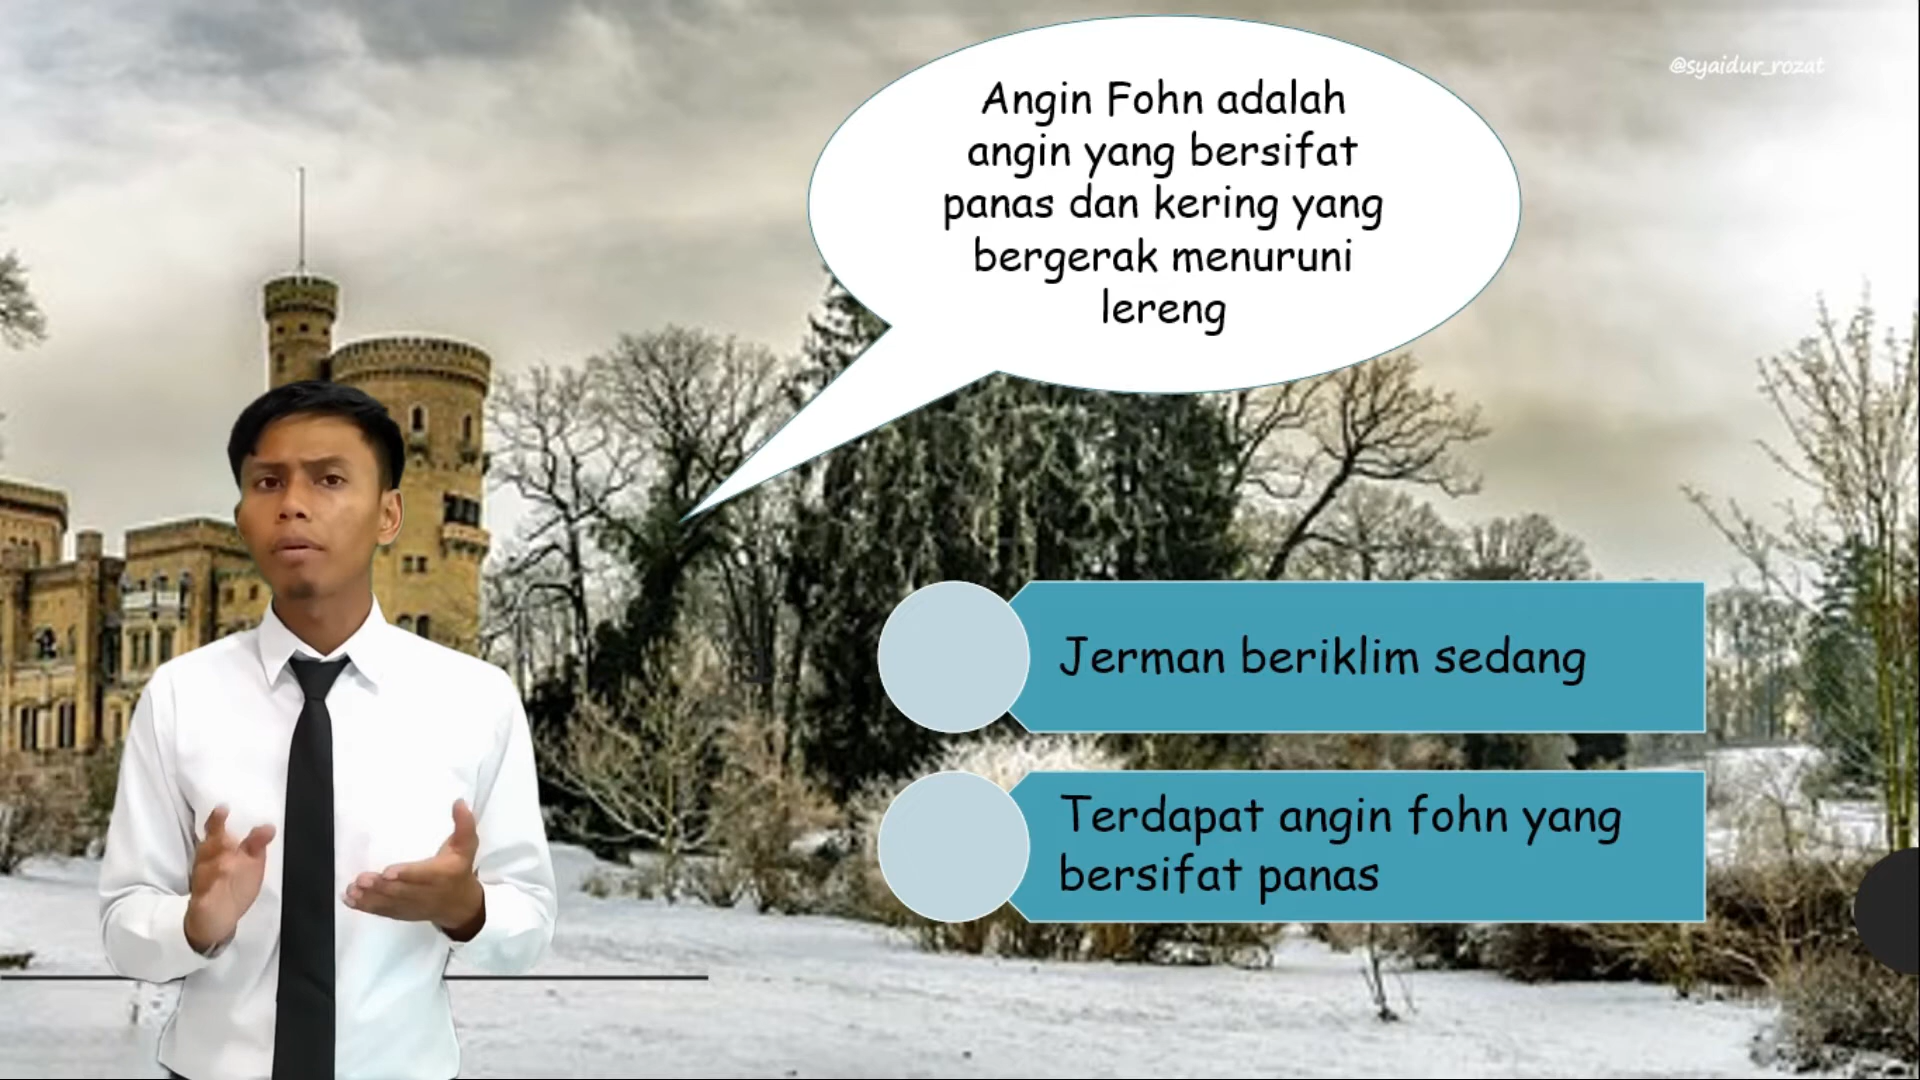 @syaidur_rozat
Angin Fohn adalah
angin yang bersifat
panas dan kering yang
bergerak menuruni
lereng
Jerman beriklim sedang
Terdapat angin fohn yang
bersifat panas